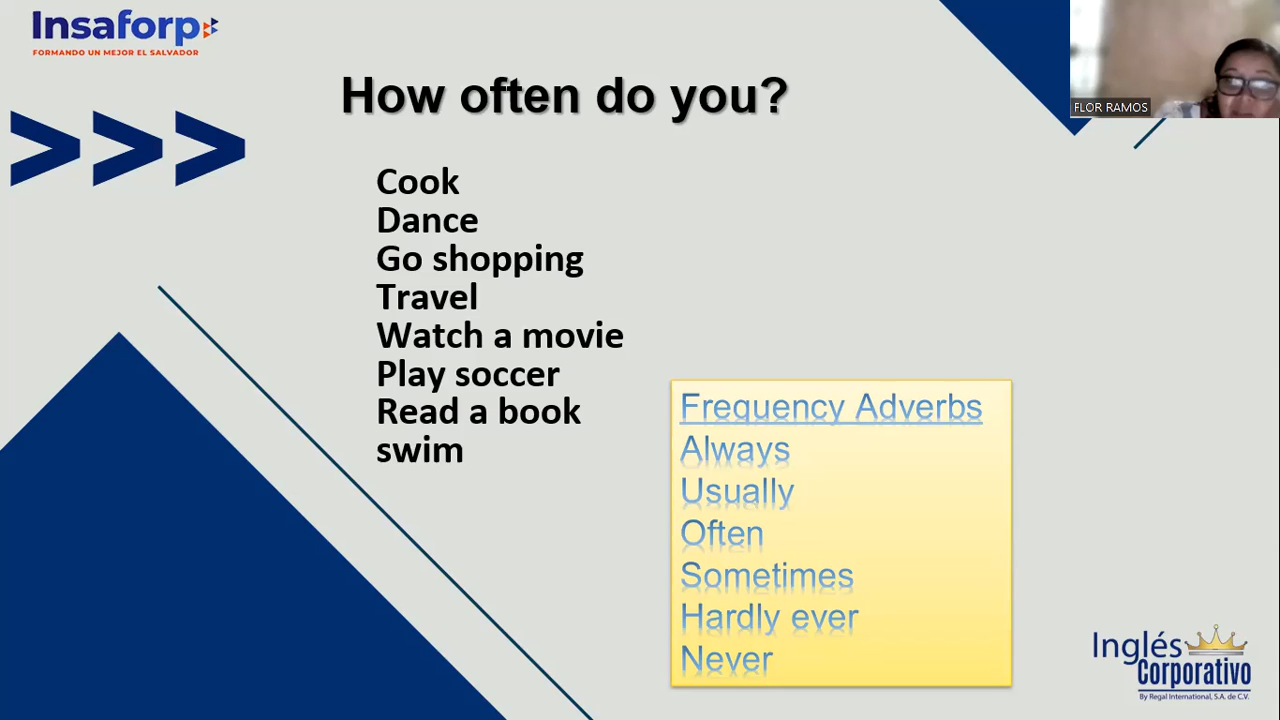 Insaforp
FORMANDO UN MEJOR EL SALVADOR
How often do you?
FLOR RAMOS
>>>
Cook
Dance
Go shopping
Travel
Watch a movie
Play soccer
Read a book
swim
Frequency Adverbs
Always
Usually
Often
Sometimes
Hardly ever
Never
Inglés
Corporativo
By Regal International, S.A. de C.V.